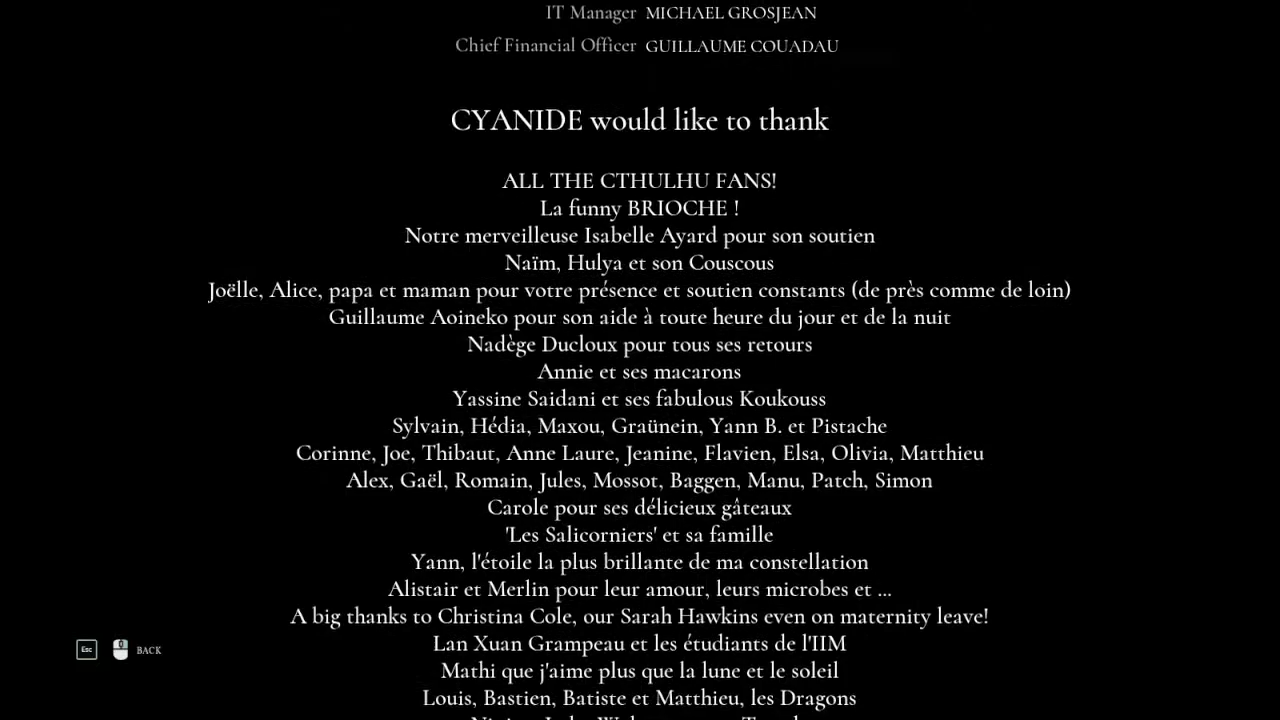 IT Manager MICHAEL GROSJEAN
Chief Financial Officer GUILLAUME COUADAU
CYANIDE would like to thank
ALL THE CTHULHU FANS!
La funny BRIOCHE !
Notre merveilleuse Isabelle Ayard pour son soutien
Naïm, Hulya et son Couscous
Joëlle, Alice, papa et maman pour votre présence et soutien constants (de près comme de loin)
Guillaume Aoineko pour son aide à toute heure du jour et de la nuit
Nadège Ducloux pour tous ses retours
Annie et ses macarons
Yassine Saidani et ses fabulous Koukouss
Sylvain, Hédia, Maxou, Graünein, Yann B. et Pistache
Corinne, Joe, Thibaut, Anne Laure, Jeanine, Flavien, Elsa, Olivia, Matthieu
Alex, Gaël, Romain, Jules, Mossot, Baggen, Manu, Patch, Simon
Carole pour ses délicieux gâteaux
'Les Salicorniers' et sa famille
Yann, l'étoile la plus brillante de ma constellation
Alistair et Merlin pour leur amour, leurs microbes et ...
A big thanks to Christina Cole, our Sarah Hawkins even on maternity leave!
Lan Xuan Grampeau et les étudiants de l'IIM
Esc BACK
Mathi que j'aime plus que la lune et le soleil
Louis, Bastien, Batiste et Matthieu, les Dragons